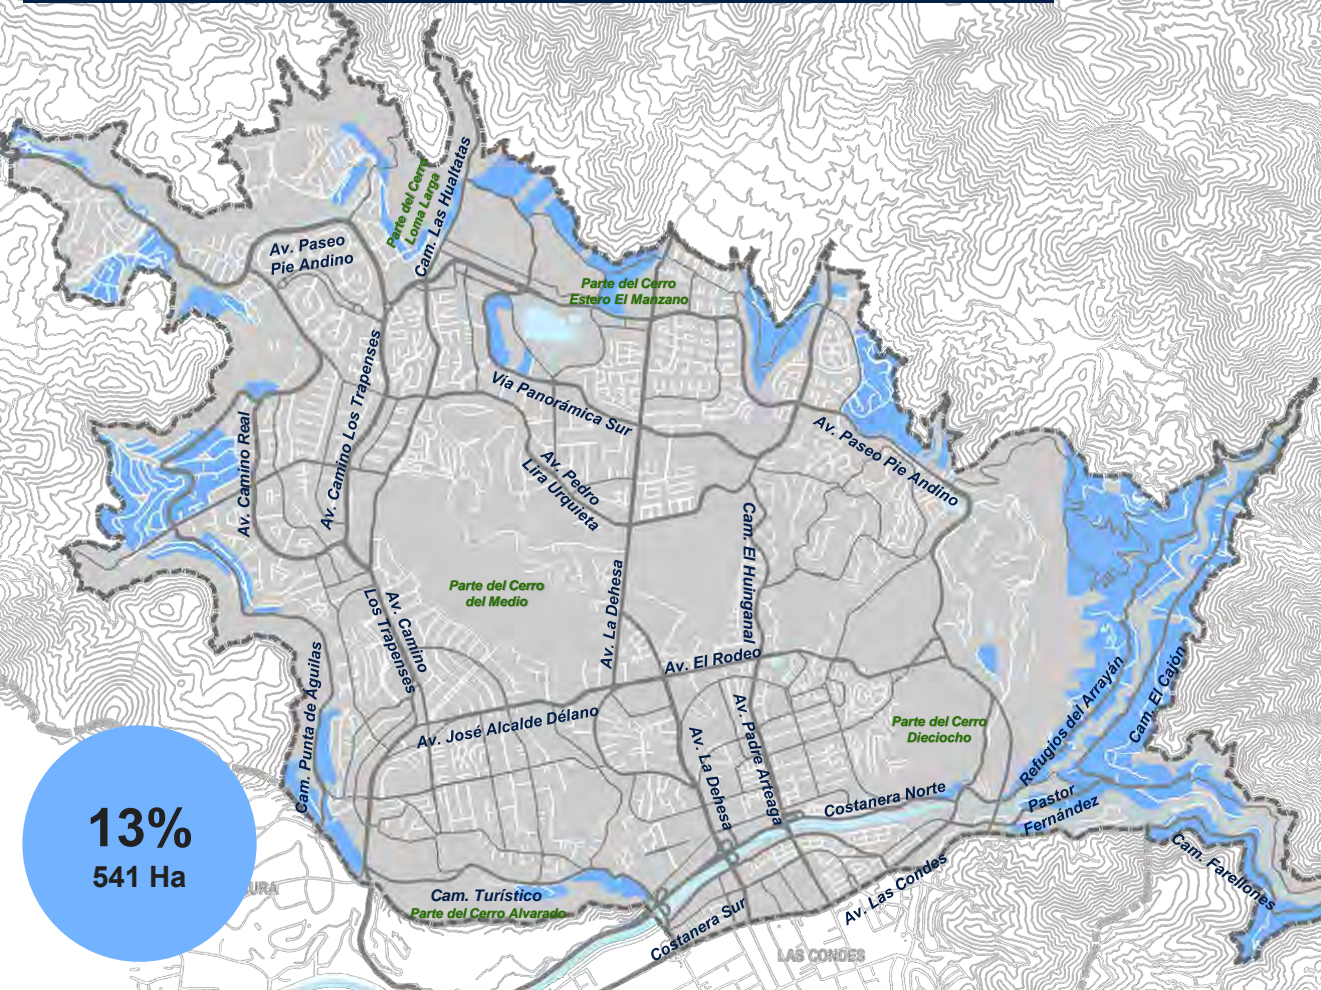 Parte del Cerro
Loma Larga
Cam. Las Hualtatas
Av. Paseo
Pie Andino
Parte del Cerro
Estero El Manzano
Av. Camino Los Trapenses
Vía Panorámica Sur
Av. Camino Real
Av. Paseo Pie Andino
Av. Pedro
Lira Urquieta
Cam. El Huinganal
Parte del Cerro
del Medio
Av. La Dehesa
Av. Camino
Los Trapenses
Av. El Rodeo
Cam. Punta de Águilas
Av. José Alcalde Délano
Av. La Dehesa
Av. Padre Arteaga
Parte del Cerro
Dieciocho
Refugios del Arrayán
Cam. El Cajón
Costanera Norte
Pastor
Fernández
13%
541 Ha
URA
Cam. Turístico
Parte del Cerro Alvarado
Costanera Sur
Av. Las Condes
Cam. Farellones
LAS CONDES